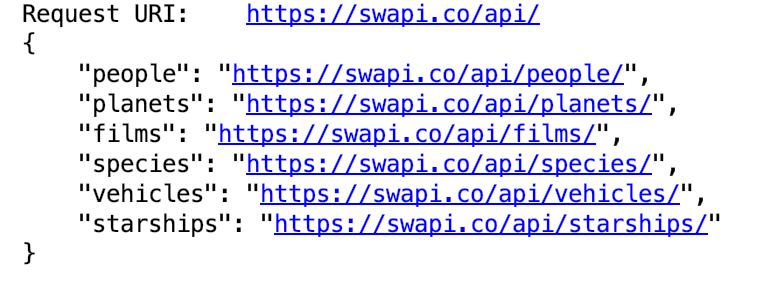 Request URI:    https://swapi.co/api/
{
    "people": "https://swapi.co/api/people/",
    "planets": "https://swapi.co/api/planets/",
    "films": "https://swapi.co/api/films/",
    "species": "https://swapi.co/api/species/",
    "vehicles": "https://swapi.co/api/vehicles/",
    "starships": "https://swapi.co/api/starships/"
}